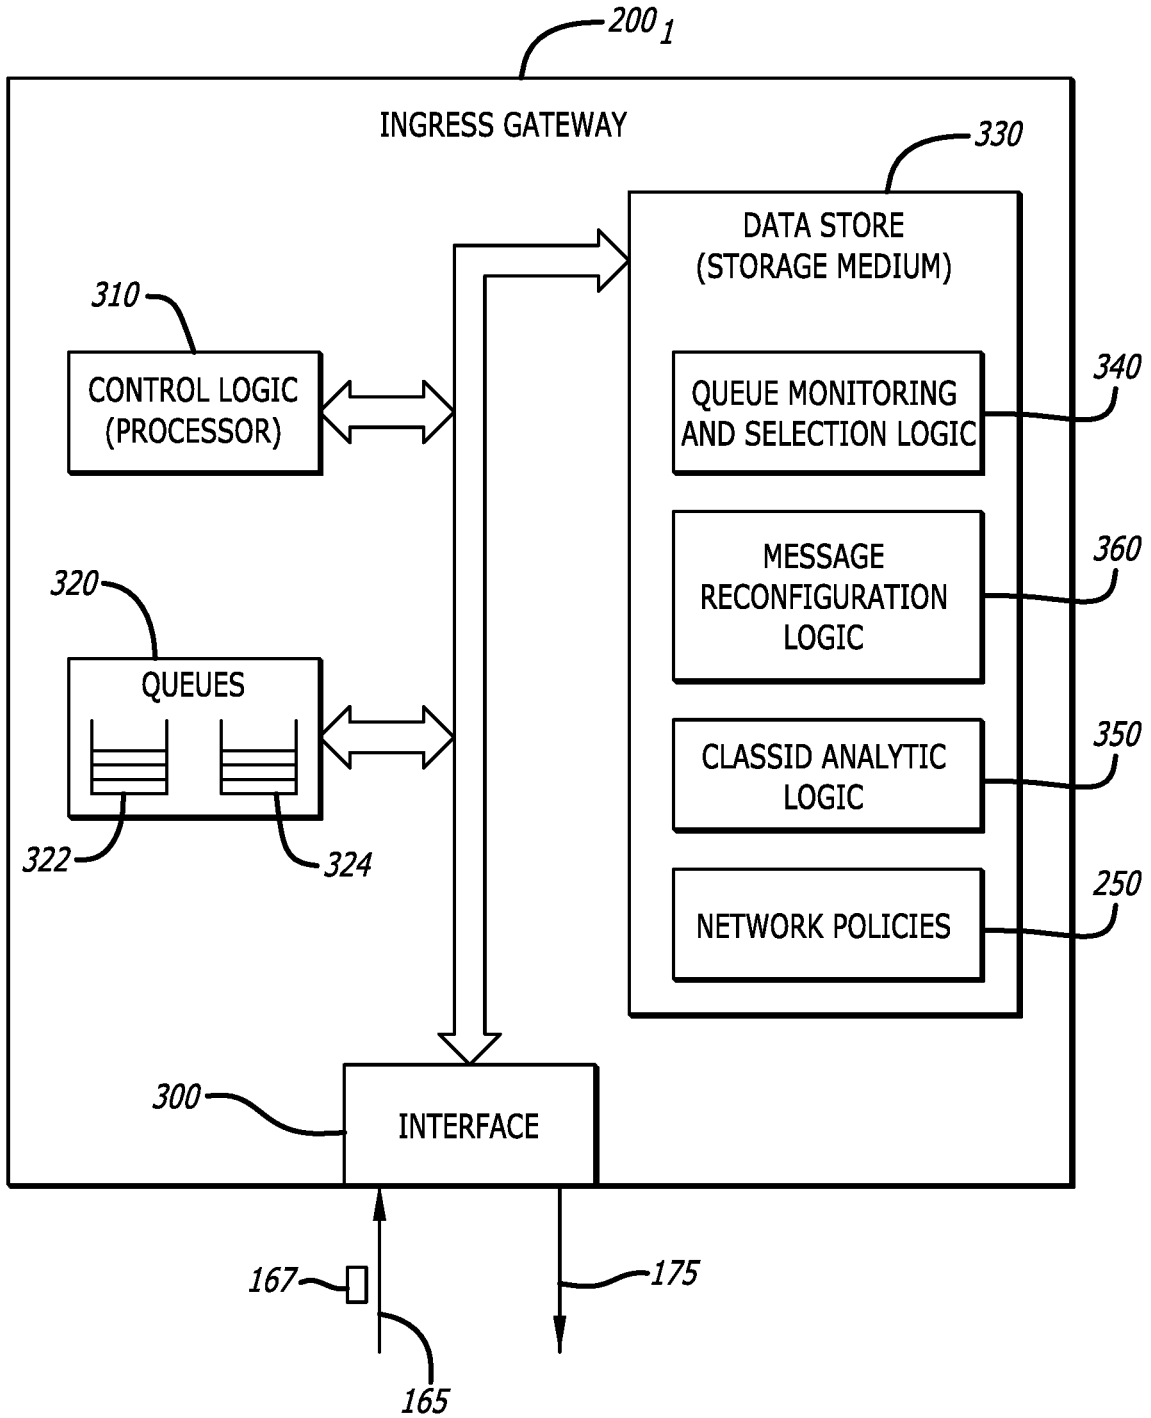 200 1
INGRESS GATEWAY
330
DATA STORE
(STORAGE MEDIUM)
310
CONTROL LOGIC
(PROCESSOR)
340
QUEUE MONITORING
AND SELECTION LOGIC
360
MESSAGE
RECONFIGURATION
LOGIC
320
QUEUES
322
324
350
CLASSID ANALYTIC
LOGIC
250
NETWORK POLICIES
300
INTERFACE
167
175
165